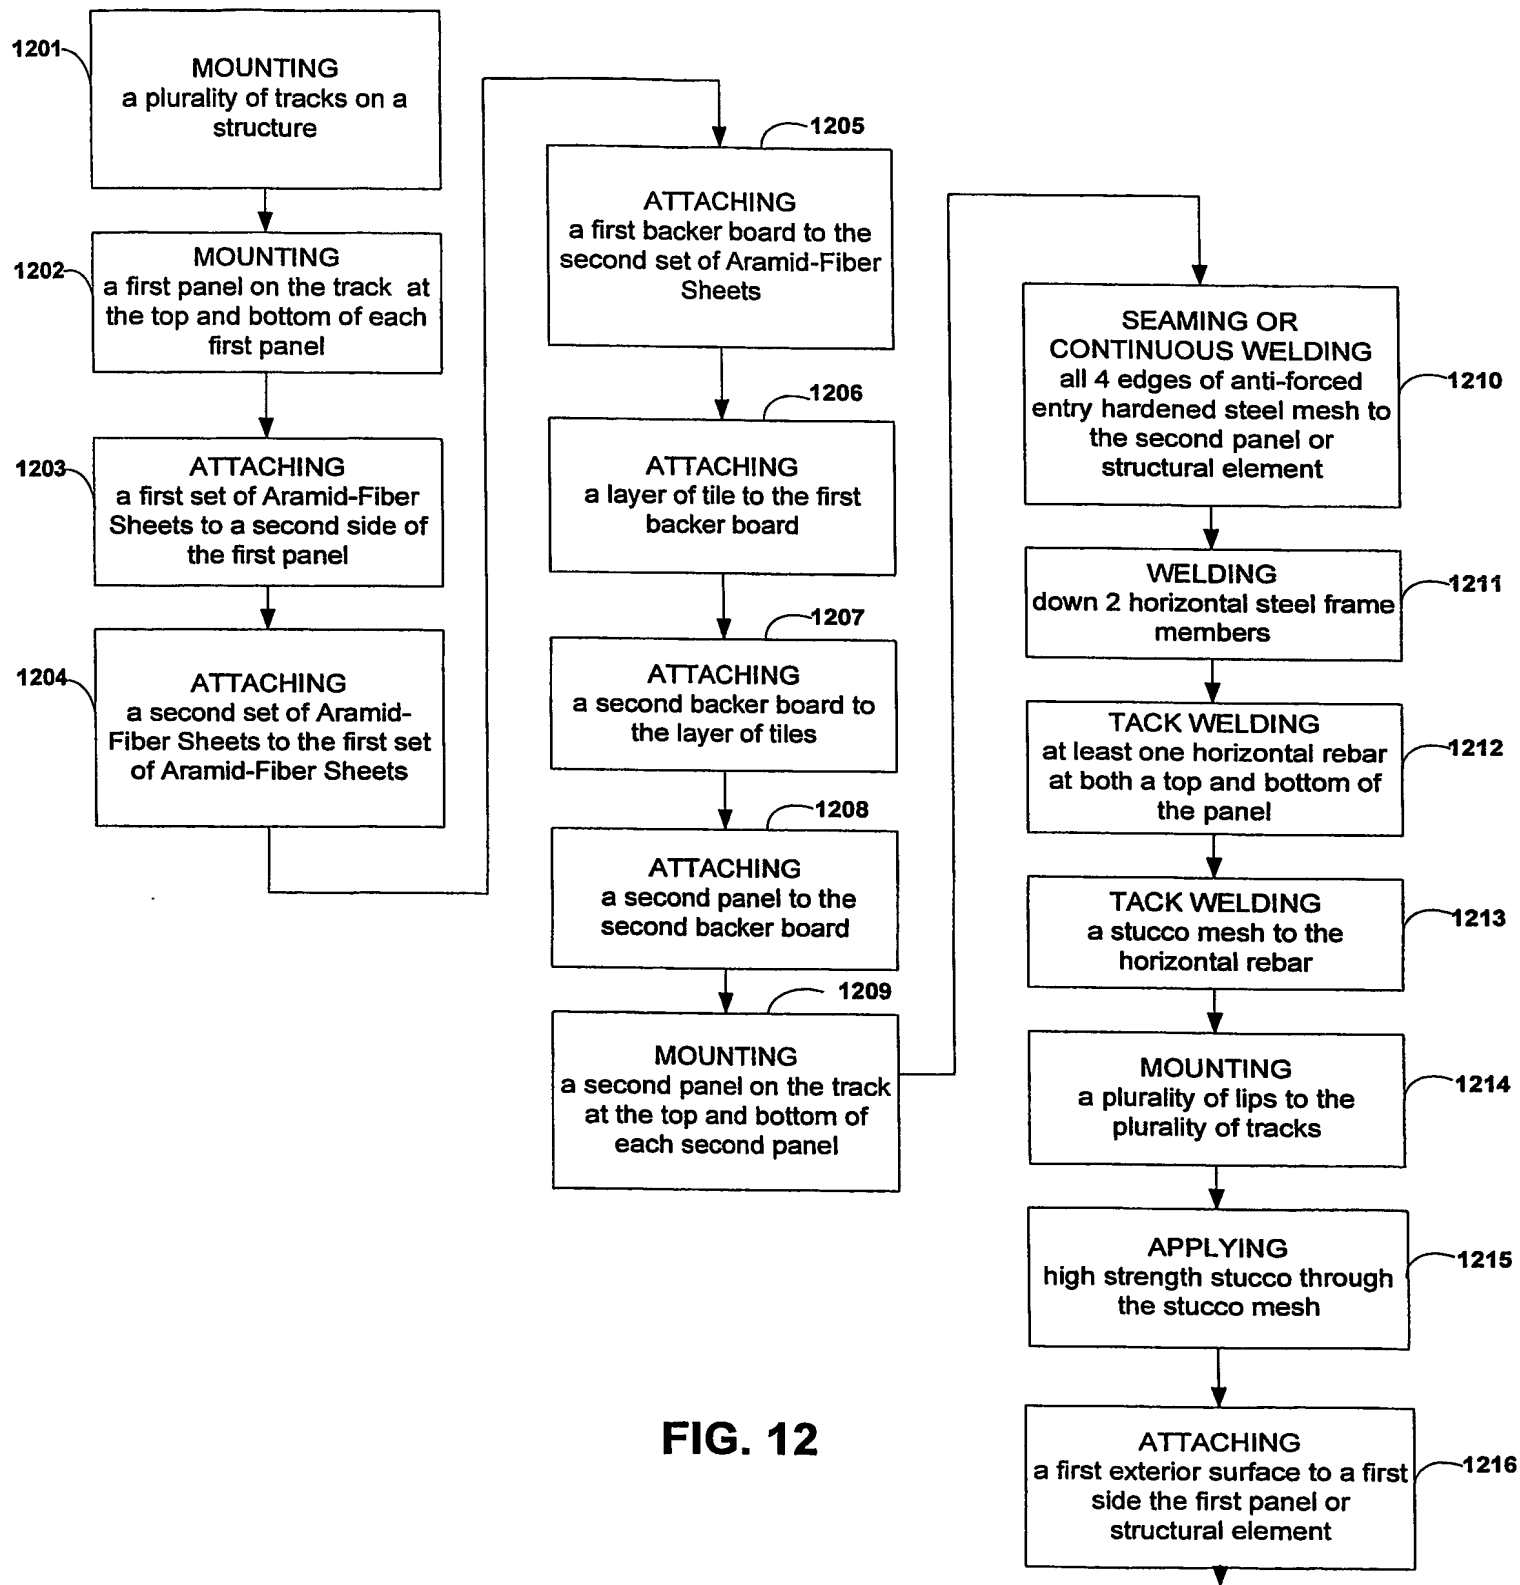 1201
MOUNTING
a plurality of tracks on a
structure
1202
MOUNTING
a first panel on the track at
the top and bottom of each
first panel
1203
ATTACHING
a first set of Aramid-Fiber
Sheets to a second side of
the first panel
1204
ATTACHING
a second set of Aramid-
Fiber Sheets to the first set
of Aramid-Fiber Sheets
1205
ATTACHING
a first backer board to the
second set of Aramid-Fiber
Sheets
1206
ATTACHING
a layer of tile to the first
backer board
1207
ATTACHING
a second backer board to
the layer of tiles
1208
ATTACHING
a second panel to the
second backer board
1209
MOUNTING
a second panel on the track
at the top and bottom of
each second panel
1210
SEAMING OR
CONTINUOUS WELDING
all 4 edges of anti-forced
entry hardened steel mesh to
the second panel or
structural element
1211
WELDING
down 2 horizontal steel frame
members
1212
TACK WELDING
at least one horizontal rebar
at both a top and bottom of
the panel
1213
TACK WELDING
a stucco mesh to the
horizontal rebar
1214
MOUNTING
a plurality of lips to the
plurality of tracks
1215
APPLYING
high strength stucco through
the stucco mesh
1216
ATTACHING
a first exterior surface to a first
side the first panel or
structural element
FIG. 12